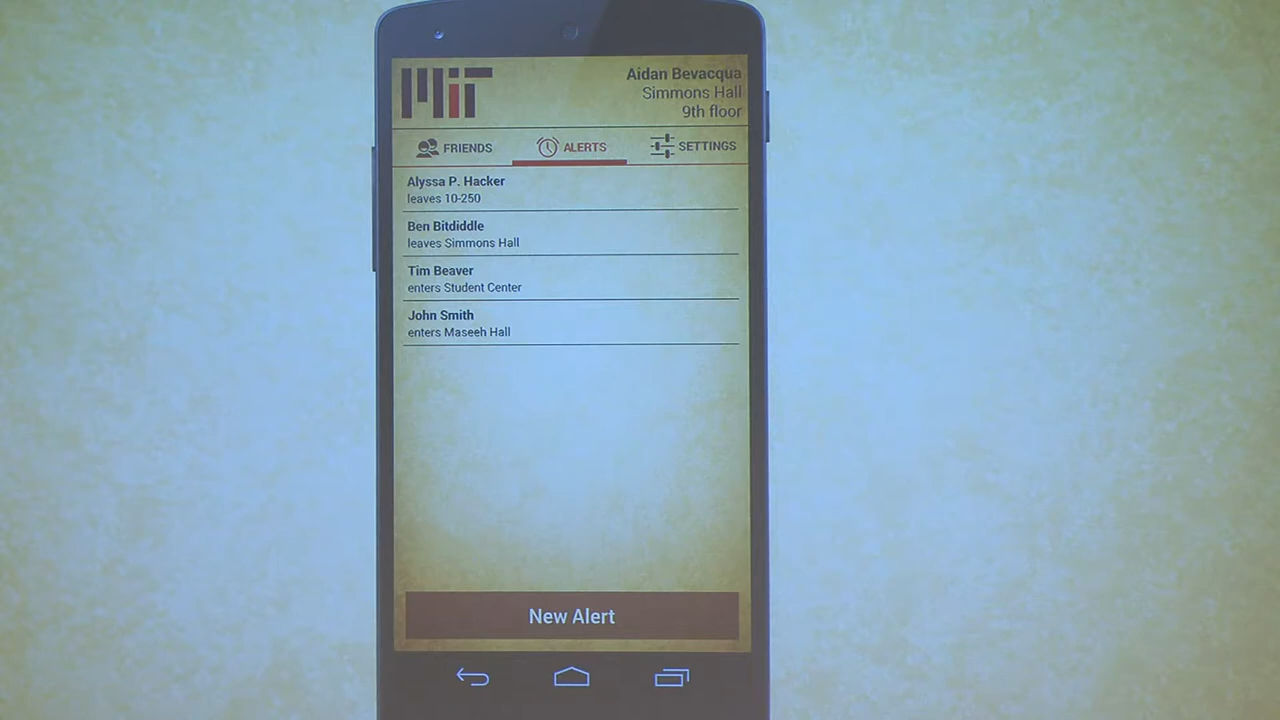 MIT
Aidan Bevacqua
Simmons Hall
9th floor
FRIENDS
ALERTS
SETTINGS
Alyssa P. Hacker
leaves 10-250
Ben Bitdiddle
leaves Simmons Hall
Tim Beaver
enters Student Center
John Smith
enters Maseeh Hall
New Alert